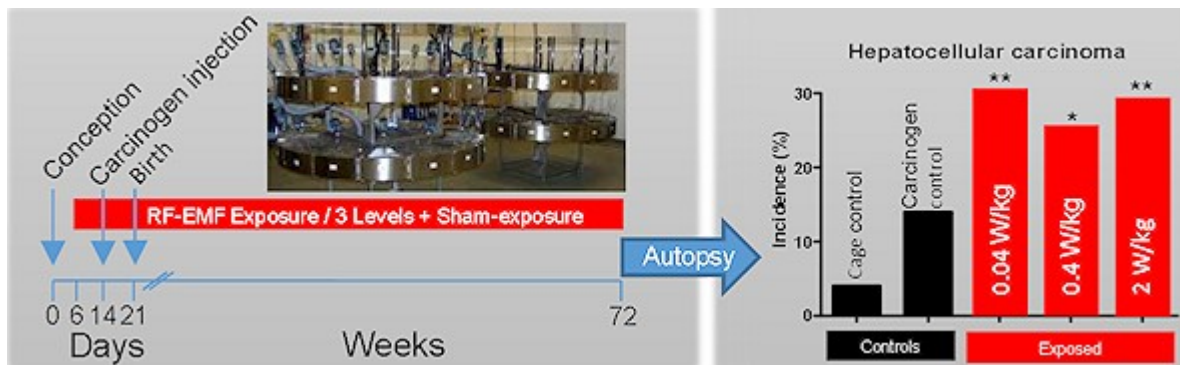 Conception
Carcinogen injection
Birth
RF-EMF Exposure / 3 Levels + Sham-exposure
0 6 14 21 72
Days Weeks
Autopsy
Hepatocellular carcinoma
** * **
Incidence (%)
30
20
10
0
Cage control
Carcinogen
control
0.04 W/kg
0.4 W/kg
2 W/kg
Controls Exposed